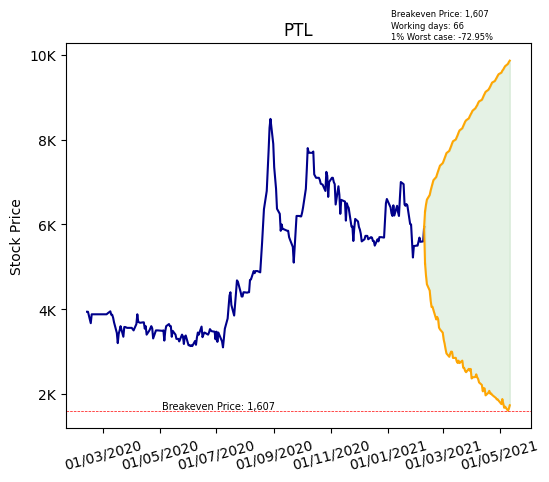 Breakeven Price: 1,607
Working days: 66
1% Worst case: -72.95%
PTL
10K
8K
6K
4K
2K
Stock Price
Breakeven Price: 1,607
01/03/2020
01/05/2020
01/07/2020
01/09/2020
01/11/2020
01/01/2021
01/03/2021
01/05/2021